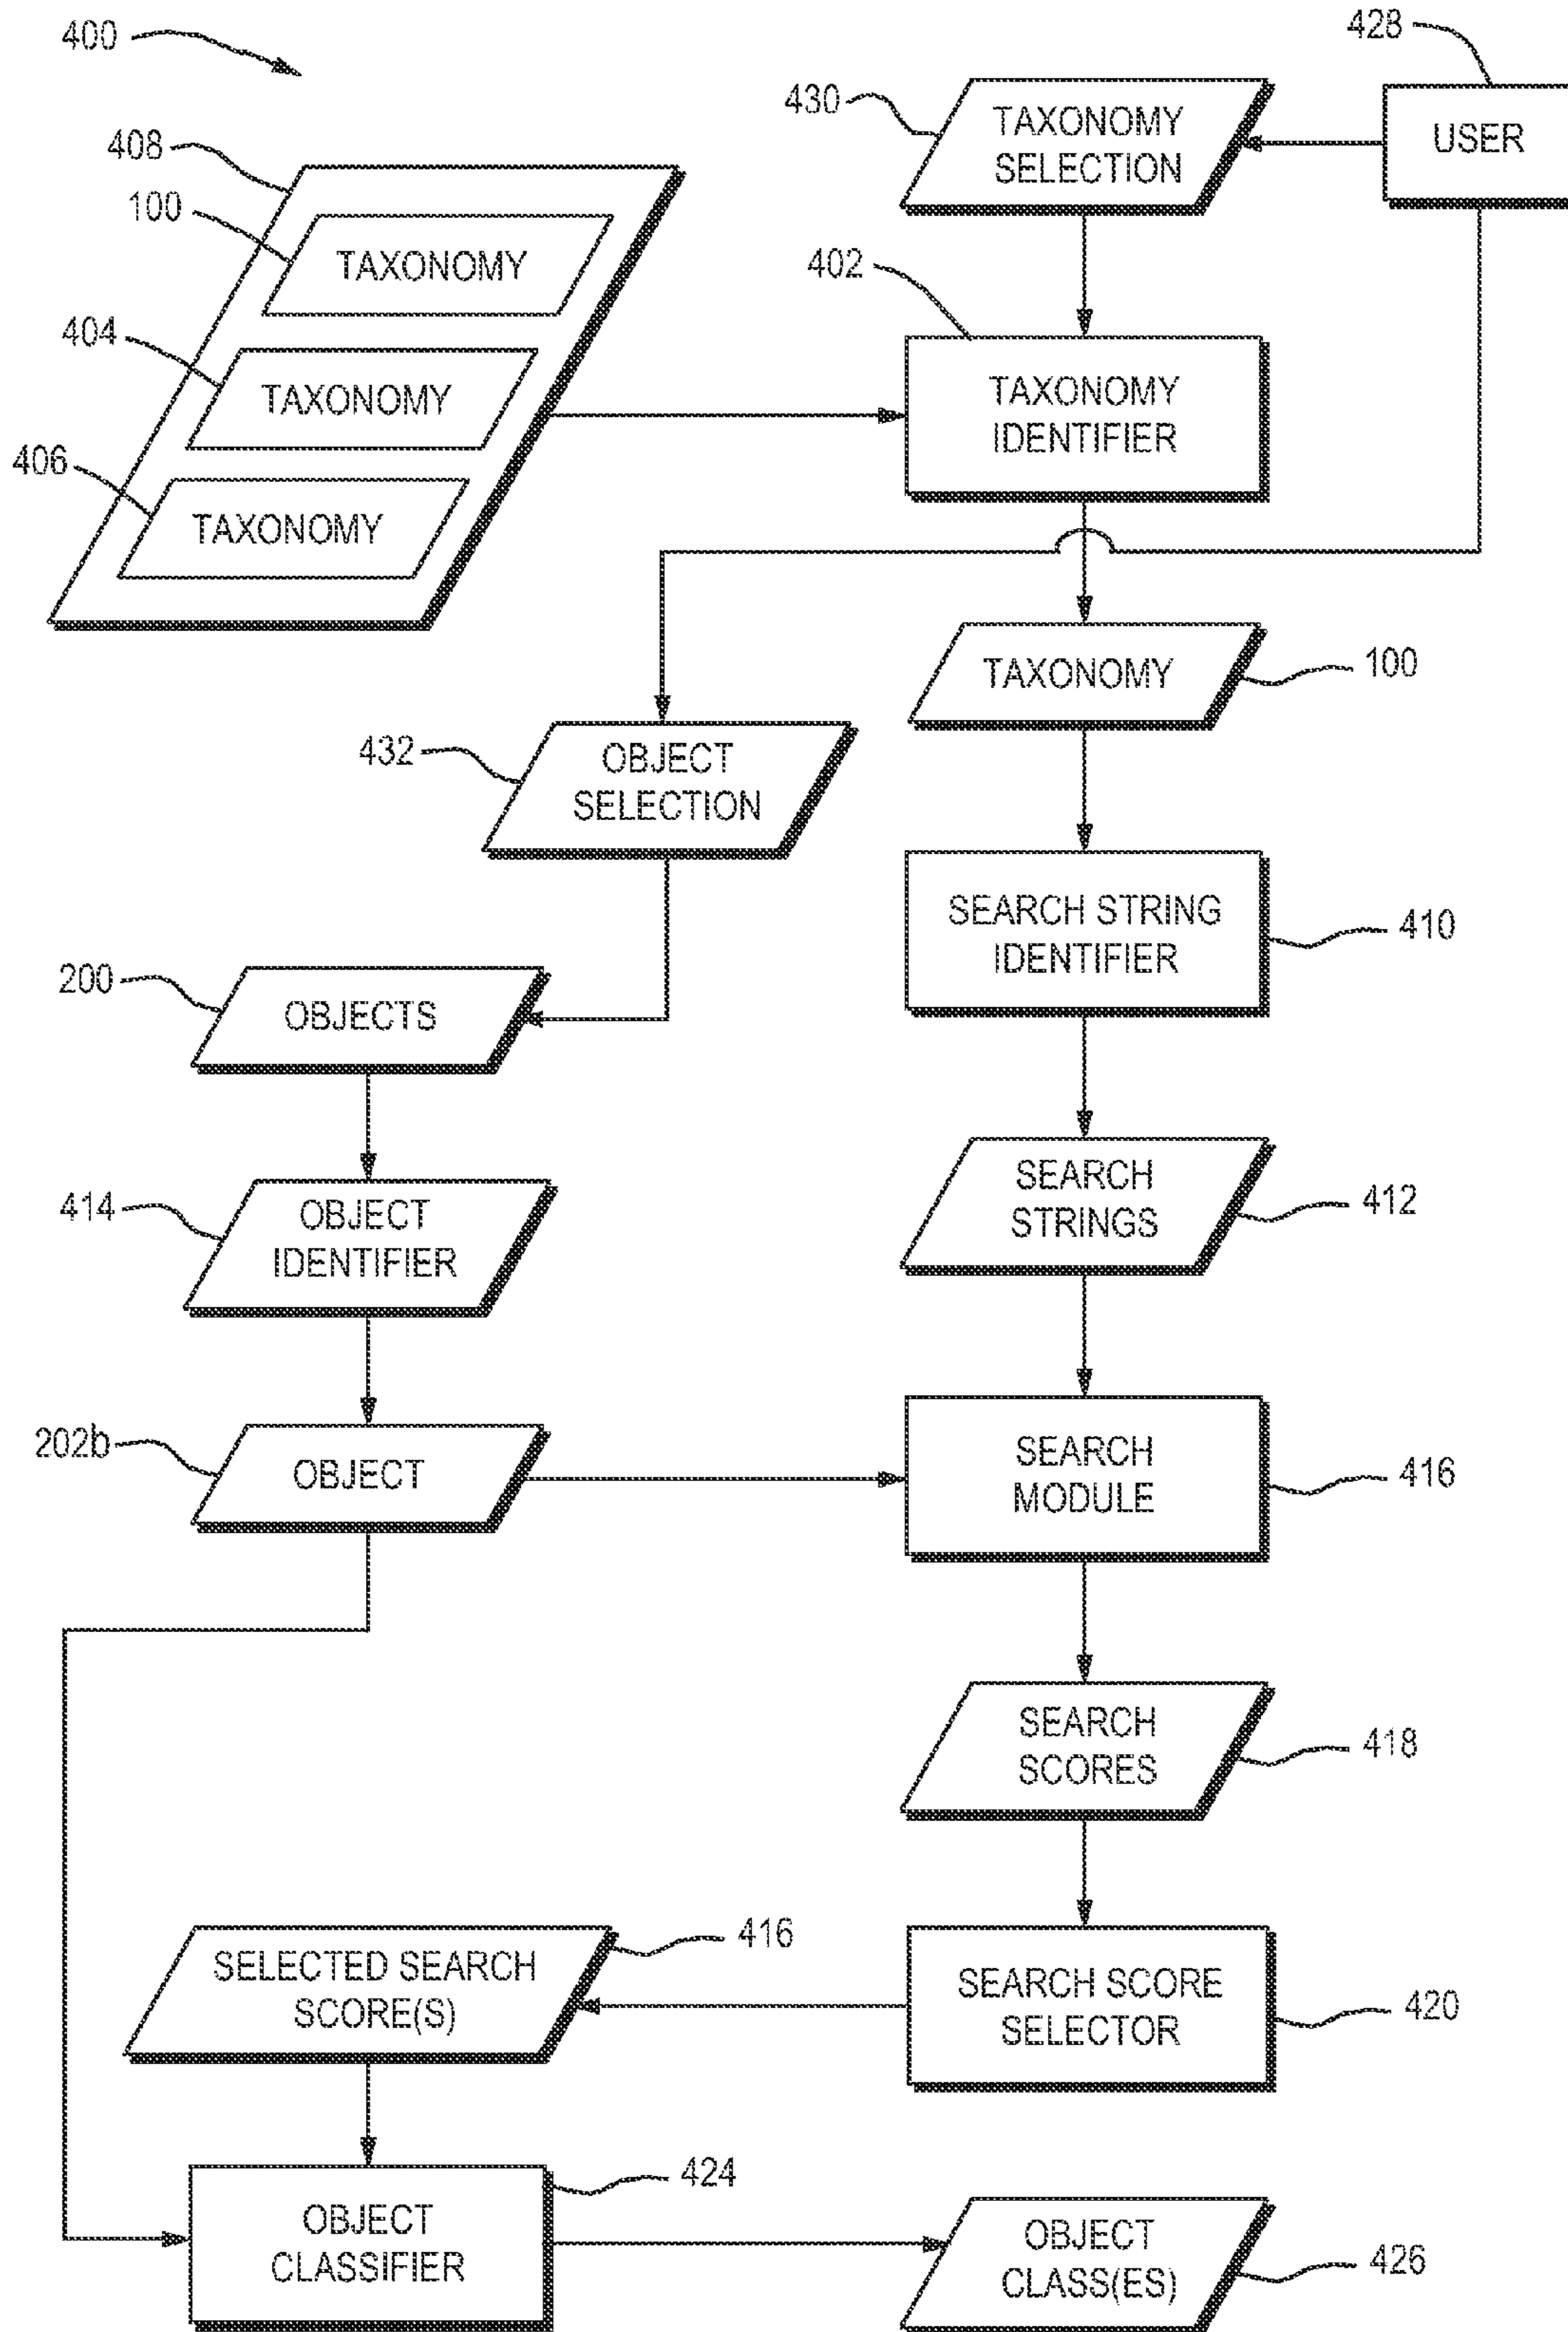 400
428
430
TAXONOMY
SELECTION
USER
408
100
TAXONOMY
402
404
TAXONOMY
TAXONOMY
IDENTIFIER
406
TAXONOMY
TAXONOMY
100
432
OBJECT
SELECTION
SEARCH STRING
IDENTIFIER
410
200
OBJECTS
414
OBJECT
IDENTIFIER
SEARCH
STRINGS
412
202b
OBJECT
SEARCH
MODULE
416
SEARCH
SCORES
418
SELECTED SEARCH
SCORE(S)
416
SEARCH SCORE
SELECTOR
420
OBJECT
CLASSIFIER
424
OBJECT
CLASS(ES)
426